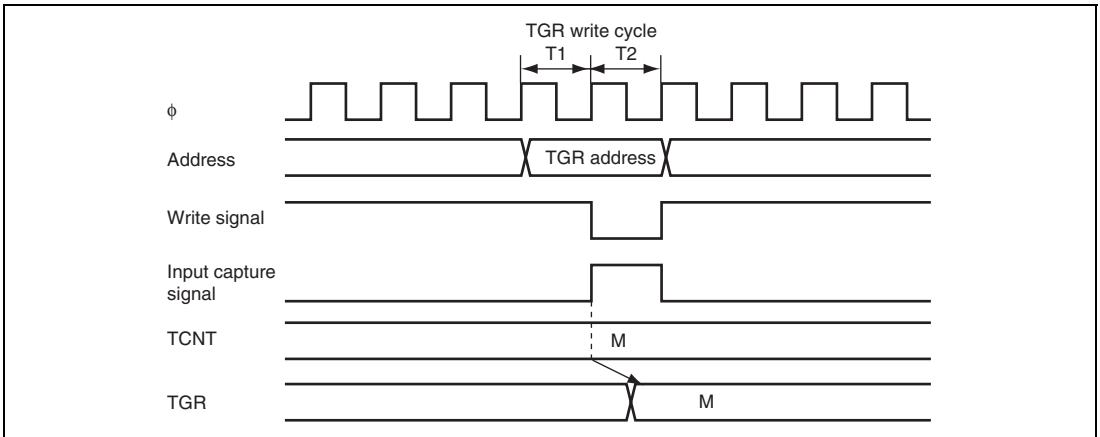 TGR write cycle
T1 T2
ϕ
Address
TGR address
Write signal
Input capture
signal
TCNT
M
TGR
M